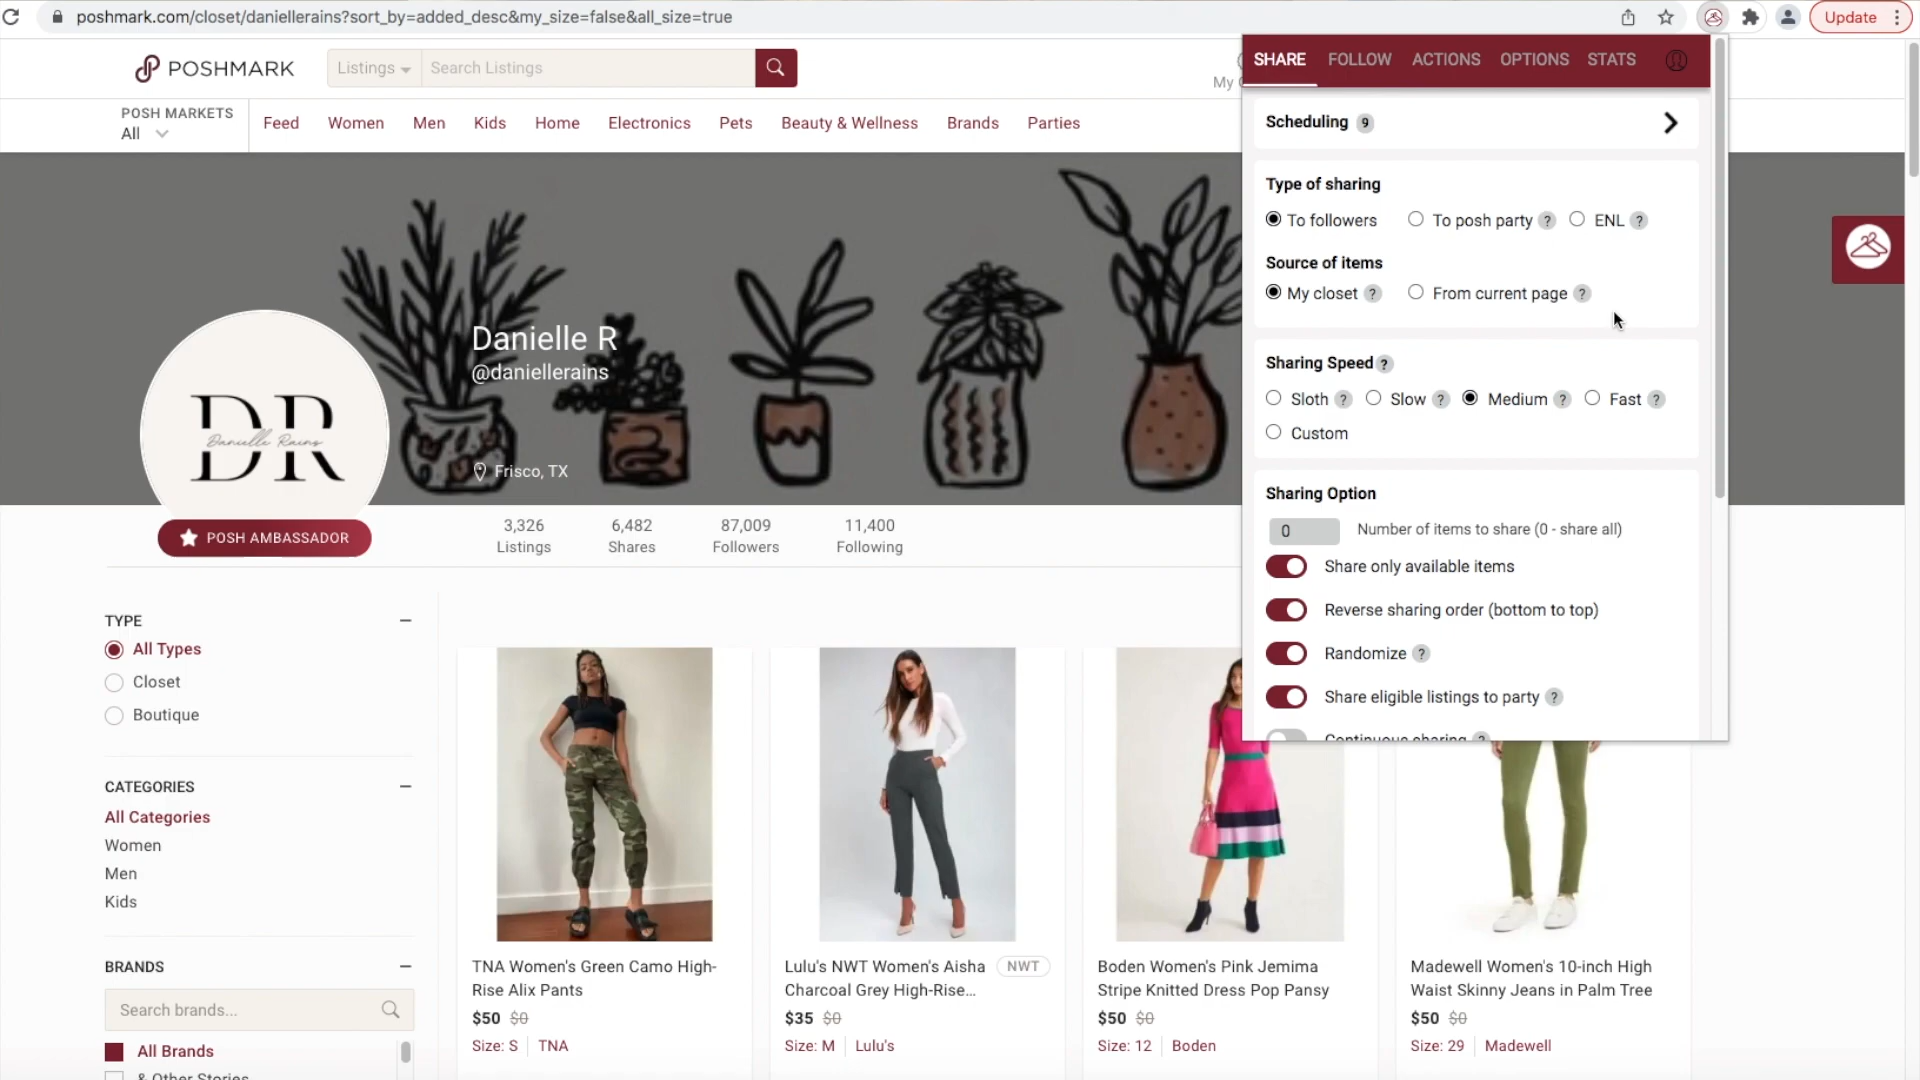 poshmark.com/closet/daniellerains?sort_by=added_desc&my_size=false&all_size=true
Update
POSHMARK
Listings
Search Listings
My
POSH MARKETS
All
Feed
Women
Men
Kids
Home
Electronics
Pets
Beauty & Wellness
Brands
Parties
SHARE
FOLLOW
ACTIONS
OPTIONS
STATS
Scheduling 9
Type of sharing
To followers
To posh party ?
ENL ?
Source of items
My closet ?
From current page ?
Sharing Speed ?
Sloth ?
Slow ?
Medium ?
Fast ?
Custom
Sharing Option
0 Number of items to share (0 - share all)
Share only available items
Reverse sharing order (bottom to top)
Randomize ?
Share eligible listings to party ?
Continuous sharing ?
Danielle R
@daniellerains
DR
Danielle Rains
Frisco, TX
POSH AMBASSADOR
3,326
Listings
6,482
Shares
87,009
Followers
11,400
Following
TYPE
All Types
Closet
Boutique
CATEGORIES
All Categories
Women
Men
Kids
BRANDS
Search brands...
All Brands
& Other Stories
TNA Women's Green Camo High-
Rise Alix Pants
$50 $0
Size: S
TNA
Lulu's NWT Women's Aisha
Charcoal Grey High-Rise...
NWT
$35 $0
Size: M
Lulu's
Boden Women's Pink Jemima
Stripe Knitted Dress Pop Pansy
$50 $0
Size: 12
Boden
Madewell Women's 10-inch High
Waist Skinny Jeans in Palm Tree
$50 $0
Size: 29
Madewell